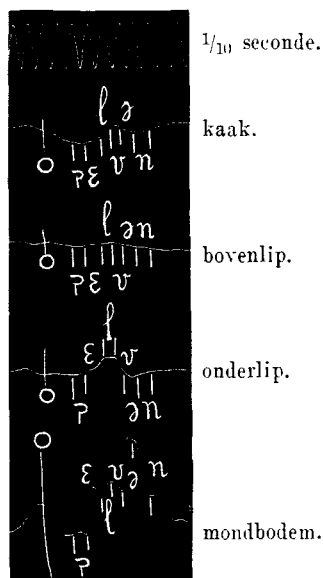 1/10 seconde.
l ə
kaak.
O
ɛ v n
bovenlip.
l ə n
O
ɛ v
l
ɛ v
onderlip.
O
ə n
O
ɛ v ə n
l
mondbodem.